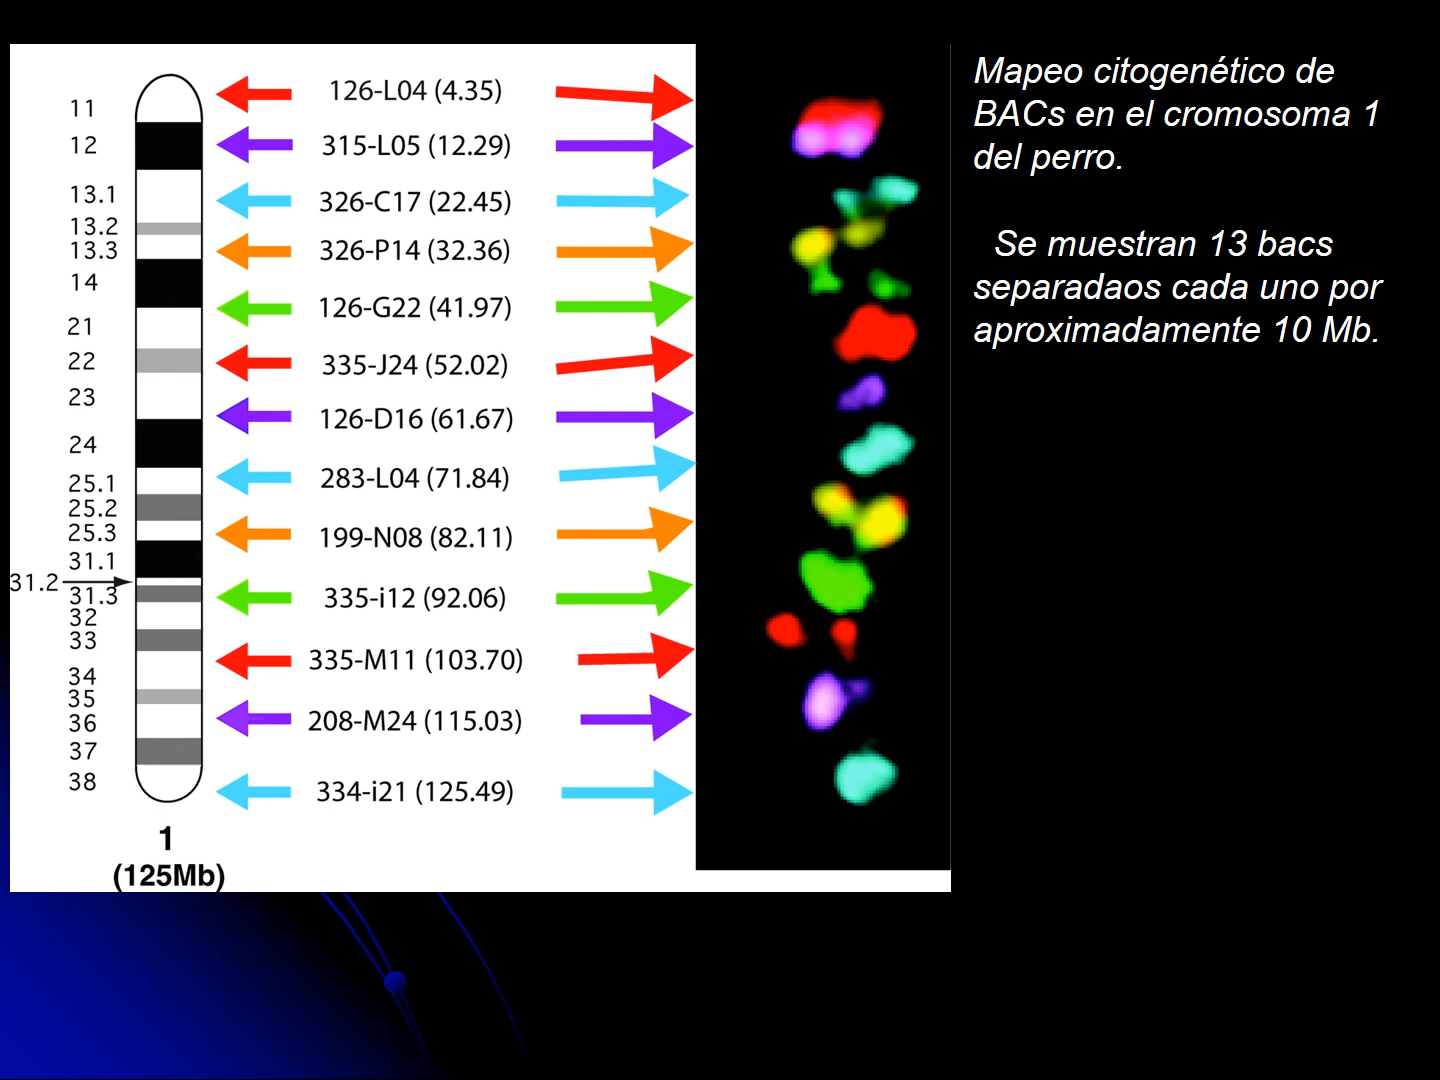 11
12
13.1
13.2
13.3
14
21
22
23
24
25.1
25.2
25.3
31.1
31.2
31.3
32
33
34
35
36
37
38
1
(125Mb)
126-L04 (4.35)
315-L05 (12.29)
326-C17 (22.45)
326-P14 (32.36)
126-G22 (41.97)
335-J24 (52.02)
126-D16 (61.67)
283-L04 (71.84)
199-N08 (82.11)
335-i12 (92.06)
335-M11 (103.70)
208-M24 (115.03)
334-i21 (125.49)
Mapeo citogenético de
BACs en el cromosoma 1
del perro.
Se muestran 13 bacs
separadaos cada uno por
aproximadamente 10 Mb.